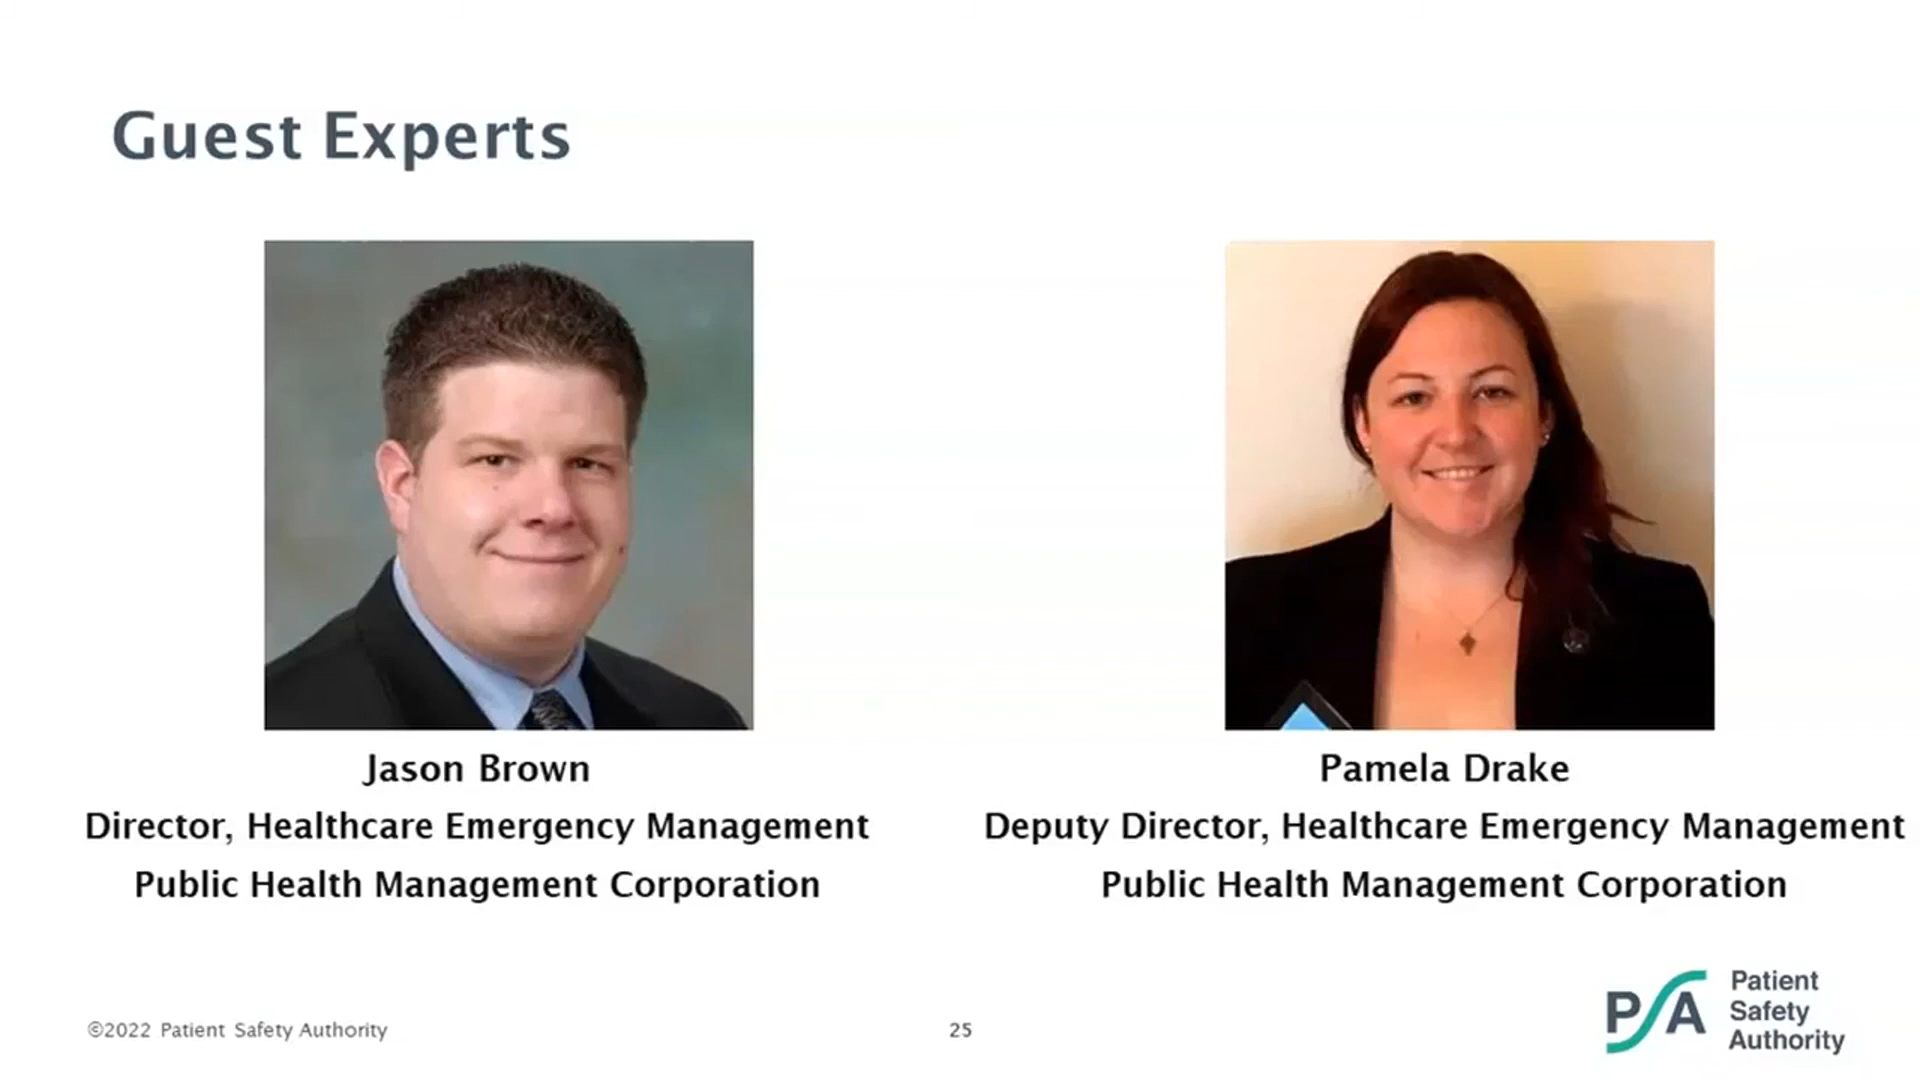 Guest Experts
Jason Brown
Director, Healthcare Emergency Management
Public Health Management Corporation
Pamela Drake
Deputy Director, Healthcare Emergency Management
Public Health Management Corporation
©2022 Patient Safety Authority
25
PSA
Patient
Safety
Authority